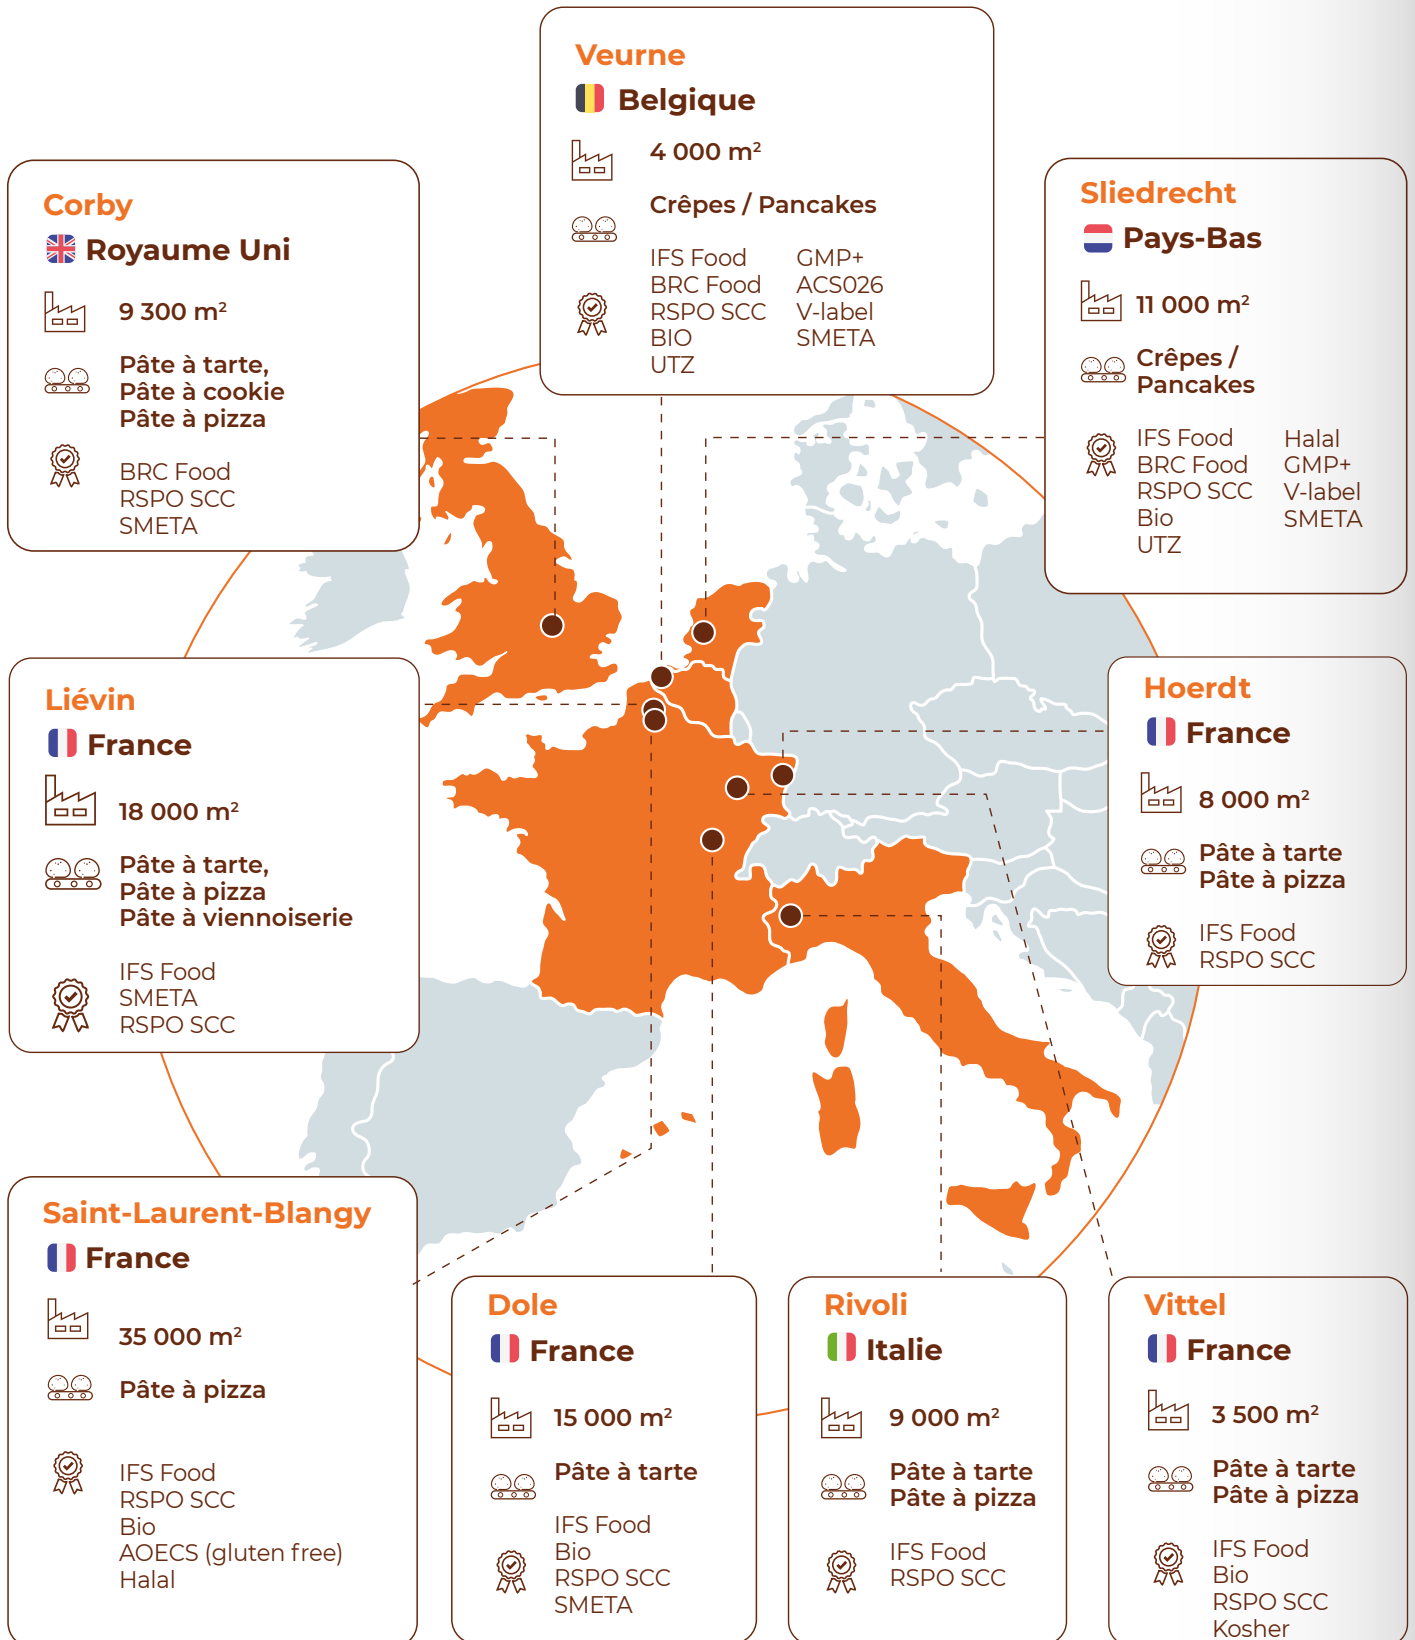 Veurne
Belgique
4 000 m²
Crêpes / Pancakes
IFS Food
BRC Food
RSPO SCC
BIO
UTZ
GMP+
ACS026
V-label
SMETA
Corby
Royaume Uni
9 300 m²
Pâte à tarte,
Pâte à cookie
Pâte à pizza
BRC Food
RSPO SCC
SMETA
Sliedrecht
Pays-Bas
11 000 m²
Crêpes /
Pancakes
IFS Food
BRC Food
RSPO SCC
Bio
UTZ
Halal
GMP+
V-label
SMETA
Liévin
France
18 000 m²
Pâte à tarte,
Pâte à pizza
Pâte à viennoiserie
IFS Food
SMETA
RSPO SCC
Hoerdt
France
8 000 m²
Pâte à tarte
Pâte à pizza
IFS Food
RSPO SCC
Saint-Laurent-Blangy
France
35 000 m²
Pâte à pizza
IFS Food
RSPO SCC
Bio
AOECS (gluten free)
Halal
Dole
France
15 000 m²
Pâte à tarte
IFS Food
Bio
RSPO SCC
SMETA
Rivoli
Italie
9 000 m²
Pâte à tarte
Pâte à pizza
IFS Food
RSPO SCC
Vittel
France
3 500 m²
Pâte à tarte
Pâte à pizza
IFS Food
Bio
RSPO SCC
Kosher